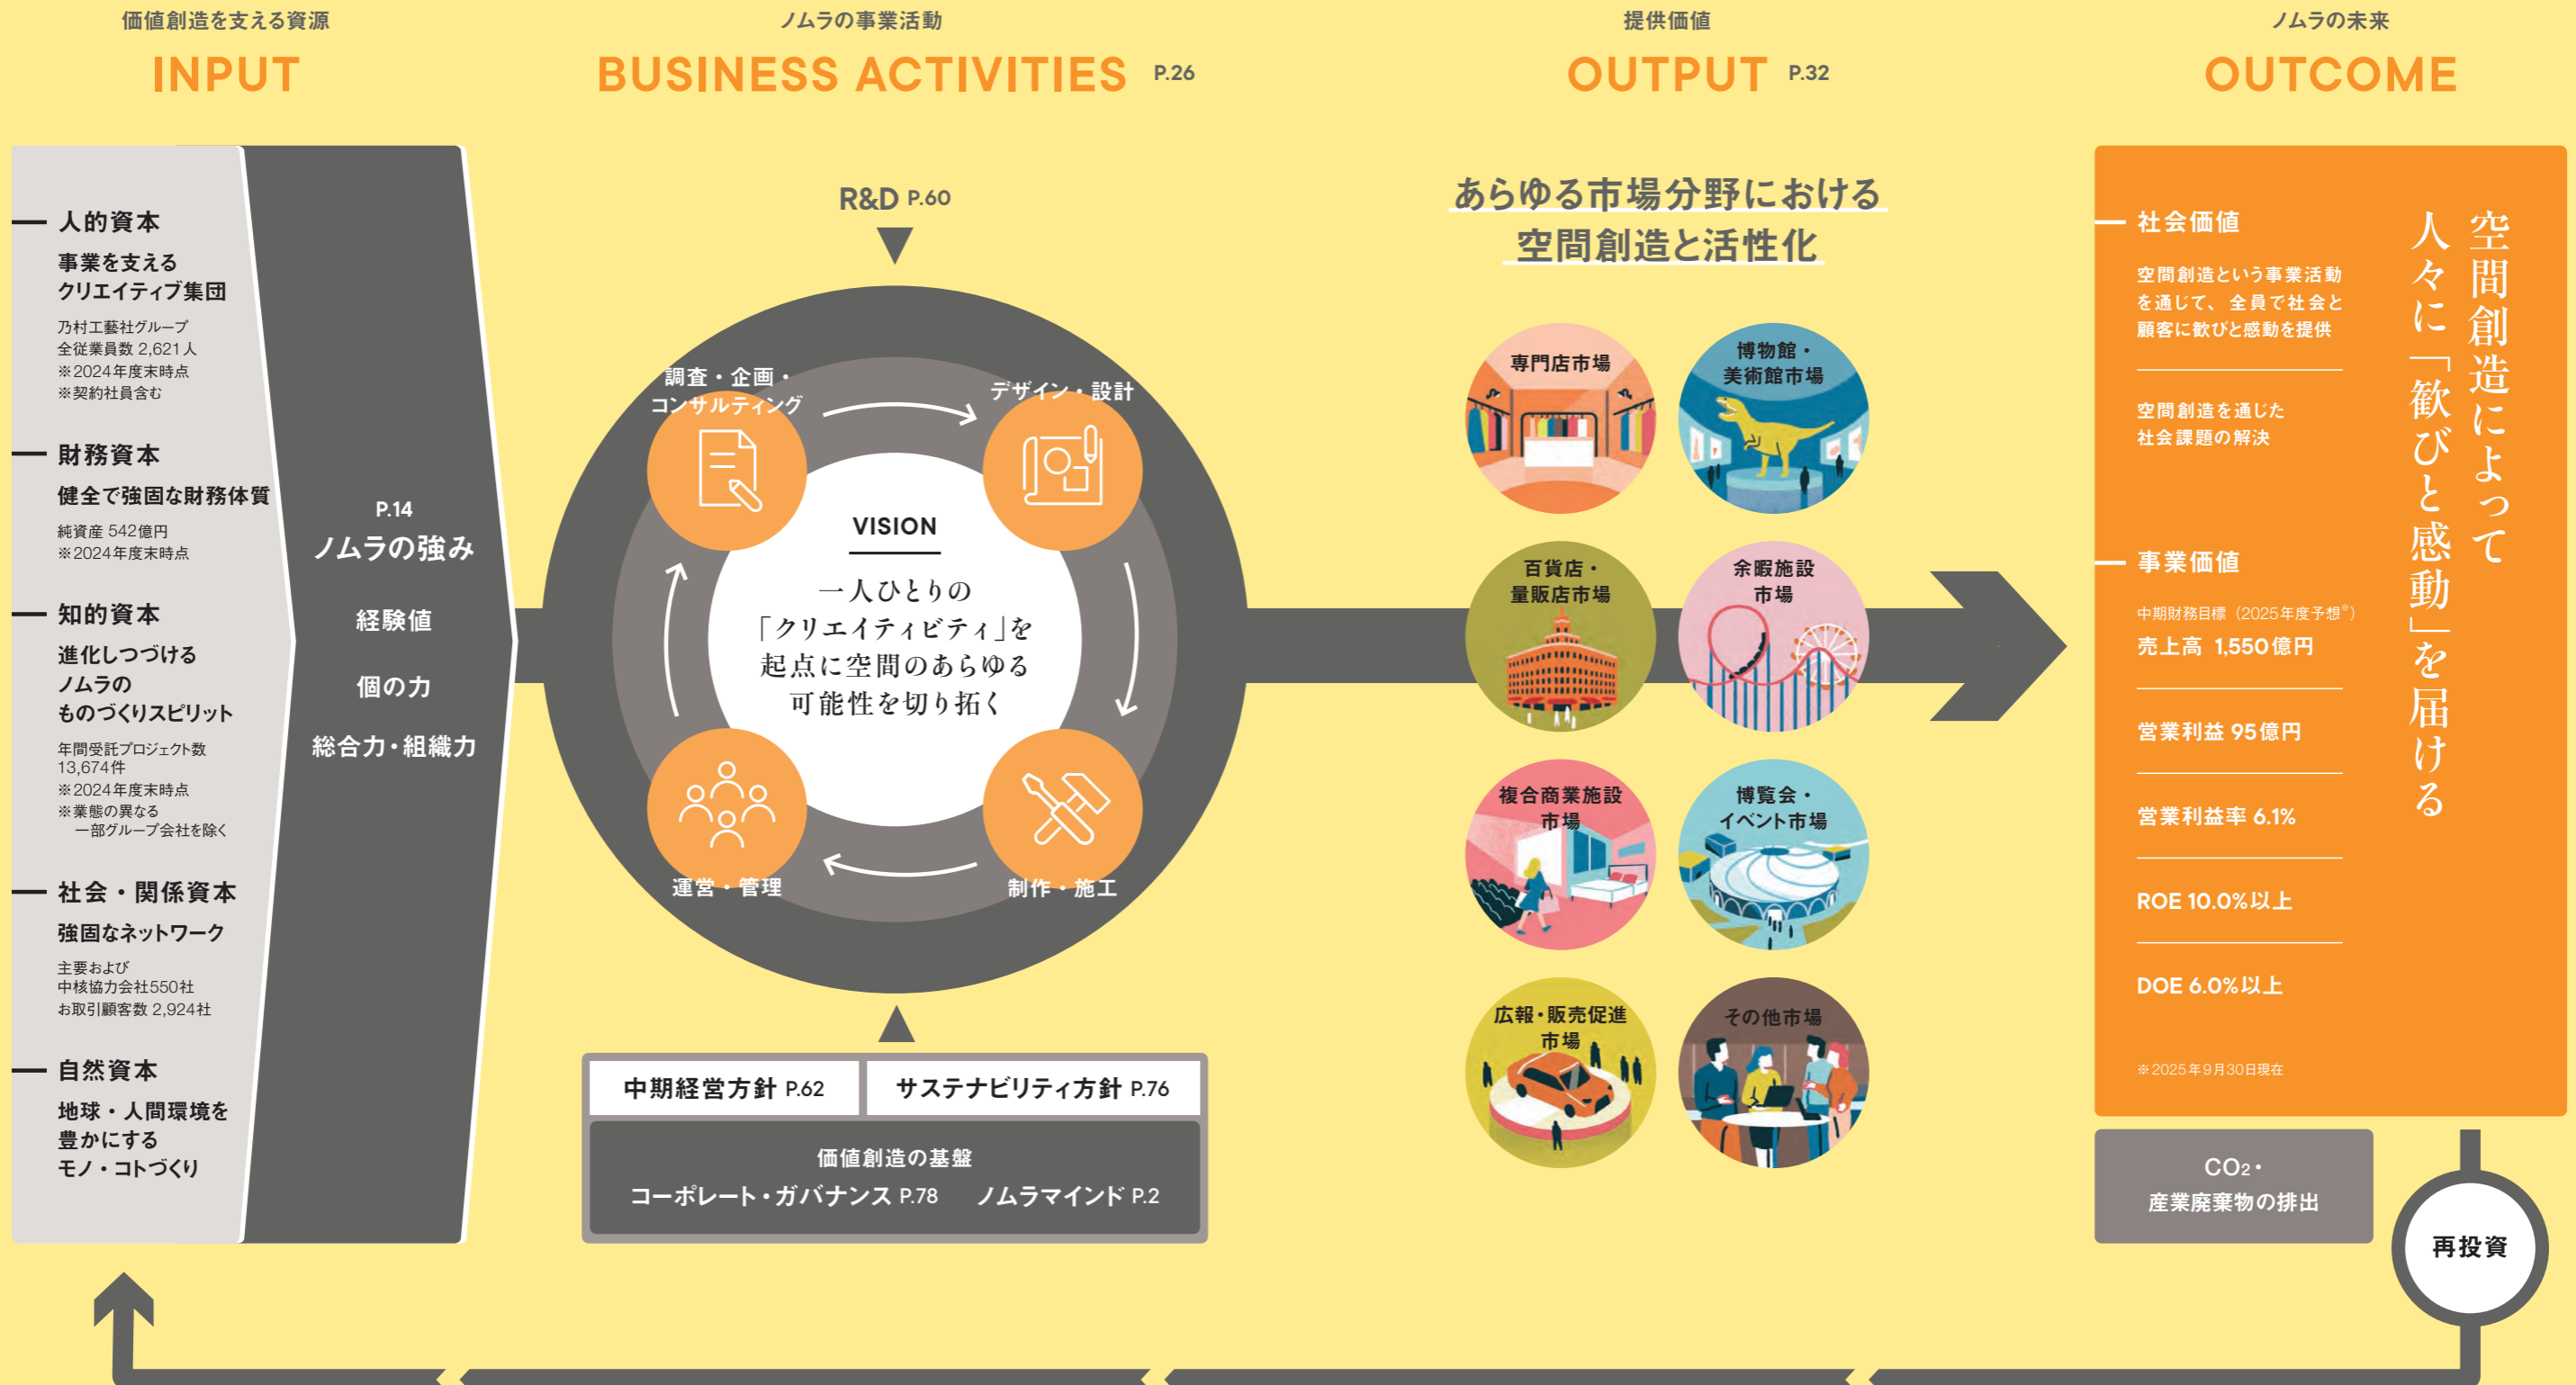 価値創造を支える資源
INPUT
人的資本
事業を支える
クリエイティブ集団
乃村工藝社グループ
全従業員数 2,621人
※2024年度末時点
※契約社員含む
財務資本
健全で強固な財務体質
純資産 542億円
※2024年度末時点
知的資本
進化しつづける
ノムラの
ものづくりスピリット
年間受託プロジェクト数
13,674件
※2024年度末時点
※業態の異なる
一部グループ会社を除く
社会・関係資本
強固なネットワーク
主要および
中核協力会社550社
お取引顧客数 2,924社
自然資本
地球・人間環境を
豊かにする
モノ・コトづくり
P.14
ノムラの強み
経験値
個の力
総合力・組織力
ノムラの事業活動
BUSINESS ACTIVITIES P.26
R&D P.60
調査・企画・
コンサルティング
デザイン・設計
VISION
一人ひとりの
「クリエイティビティ」を
起点に空間のあらゆる
可能性を切り拓く
運営・管理
制作・施工
中期経営方針 P.62
サステナビリティ方針 P.76
価値創造の基盤
コーポレート・ガバナンス P.78 ノムラマインド P.2
提供価値
OUTPUT P.32
あらゆる市場分野における
空間創造と活性化
専門店市場
博物館・
美術館市場
百貨店・
量販店市場
余暇施設
市場
複合商業施設
市場
博覧会・
イベント市場
広報・販売促進
市場
その他市場
ノムラの未来
OUTCOME
空間創造によって
人々に「歓びと感動」を届ける
社会価値
空間創造という事業活動
を通じて、全員で社会と
顧客に歓びと感動を提供
空間創造を通じた
社会課題の解決
事業価値
中期財務目標（2025年度予想※）
売上高 1,550億円
営業利益 95億円
営業利益率 6.1%
ROE 10.0%以上
DOE 6.0%以上
※2025年9月30日現在
CO2・
産業廃棄物の排出
再投資